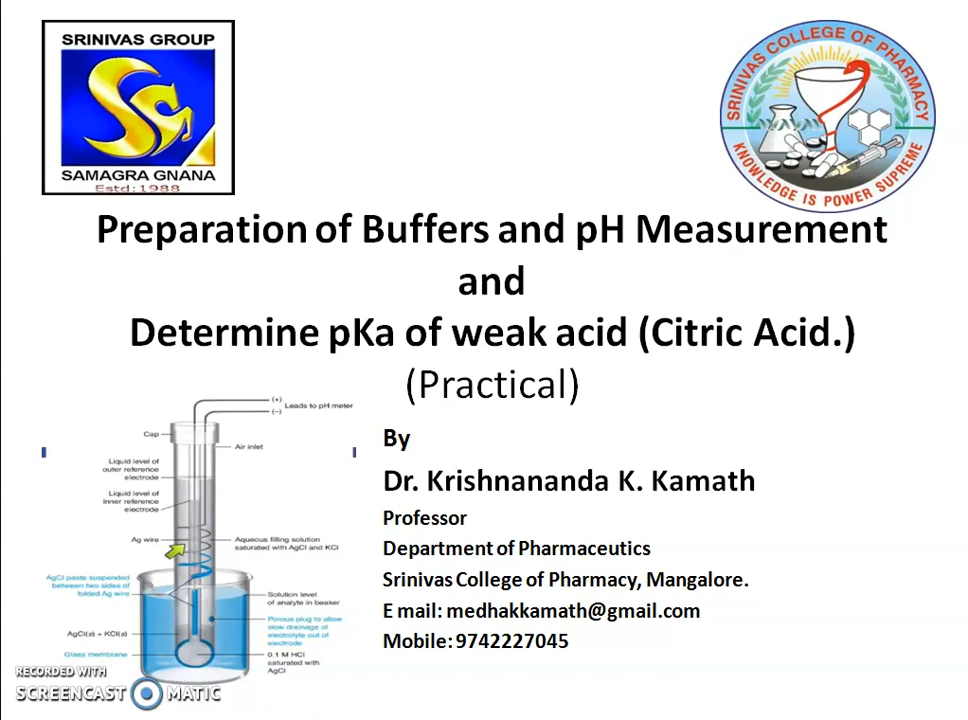 SRINIVAS GROUP
SAMAGRA GNANA
Estd:1988
SRINIVAS COLLEGE OF PHARMACY
KNOWLEDGE IS POWER SUPREME
Preparation of Buffers and pH Measurement
and
Determine pKa of weak acid (Citric Acid.)
(Practical)
(+)
Leads to pH meter
(−)
Cap
Air inlet
Liquid level of
outer reference
electrode
Liquid level of
inner reference
electrode
Ag wire
Aqueous filling solution
saturated with AgCl and KCl
AgCl paste suspended
between two sides of
folded Ag wire
Solution level
of analyte in beaker
Porous plug to allow
slow drainage of
electrolyte out of
electrode
AgCl(s) + KCl(s)
Glass membrane
0.1 M HCl
saturated with
AgCl
By
Dr. Krishnananda K. Kamath
Professor
Department of Pharmaceutics
Srinivas College of Pharmacy, Mangalore.
E mail: medhakkamath@gmail.com
Mobile: 9742227045
RECORDED WITH
SCREENCAST MATIC